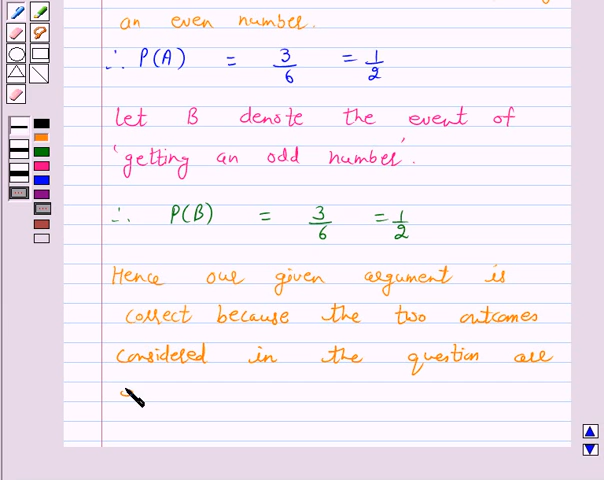 an even number.
∴ P(A) = 3/6 = 1/2
Let B denote the event of
'getting an odd number'.
∴ P(B) = 3/6 = 1/2
Hence our given argument is
correct because the two outcomes
considered in the question are